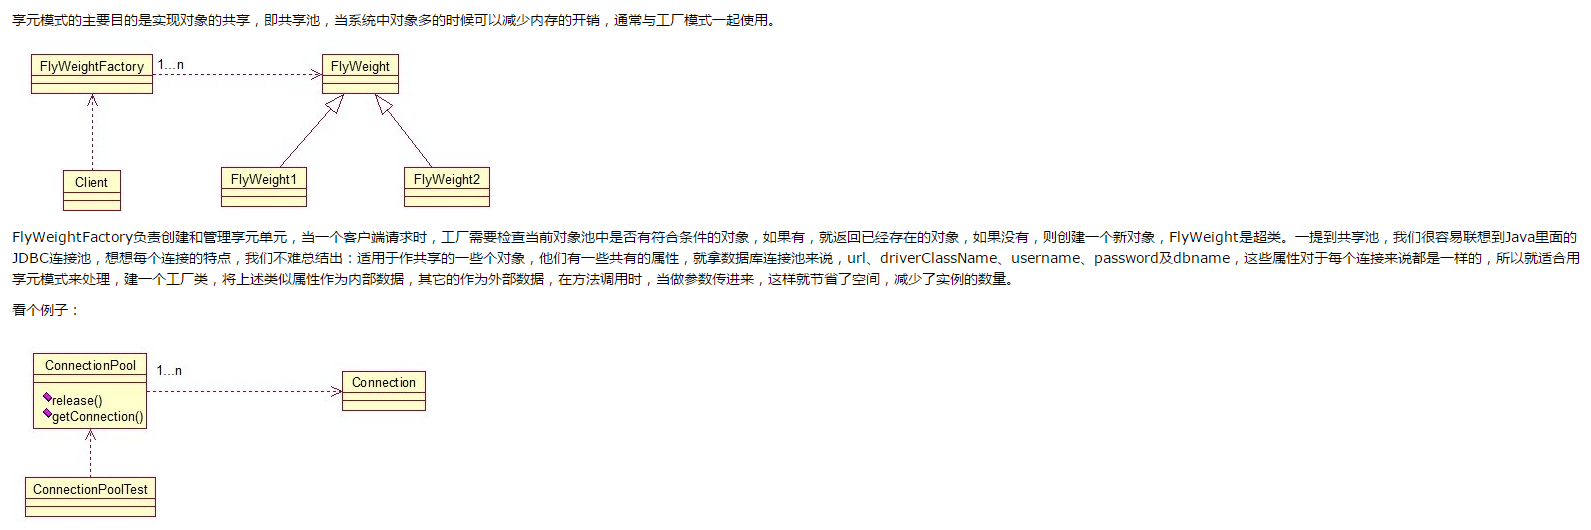 享元模式的主要目的是实现对象的共享，即共享池，当系统中对象多的时候可以减少内存的开销，通常与工厂模式一起使用。
FlyWeightFactory
1...n
FlyWeight
Client
FlyWeight1
FlyWeight2
FlyWeightFactory负责创建和管理享元单元，当一个客户端请求时，工厂需要检查当前对象池中是否有符合条件的对象，如果有，就返回已经存在的对象，如果没有，则创建一个新对象，FlyWeight是超类。一提到共享池，我们很容易联想到Java里面的
JDBC连接池，想想每个连接的特点，我们不难总结出：适用于作共享的一些个对象，他们有一些共有的属性，就拿数据库连接池来说，url、driverClassName、username、password及dbname，这些属性对于每个连接来说都是一样的，所以就适合用
享元模式来处理，建一个工厂类，将上述类似属性作为内部数据，其它的作为外部数据，在方法调用时，当做参数传进来，这样就节省了空间，减少了实例的数量。
看个例子：
ConnectionPool
1...n
Connection
release()
getConnection()
ConnectionPoolTest